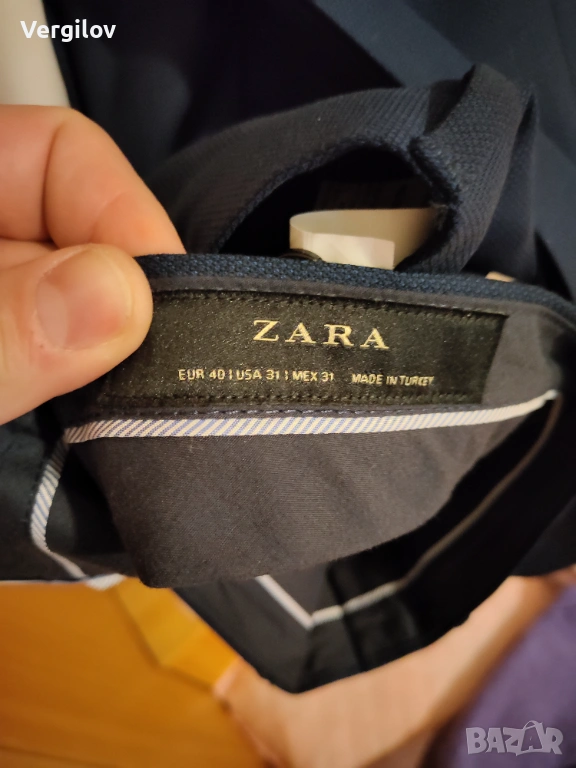 Vergilov
ZARA
EUR 40 | USA 31 | MEX 31 MADE IN TURKEY
BAZAR